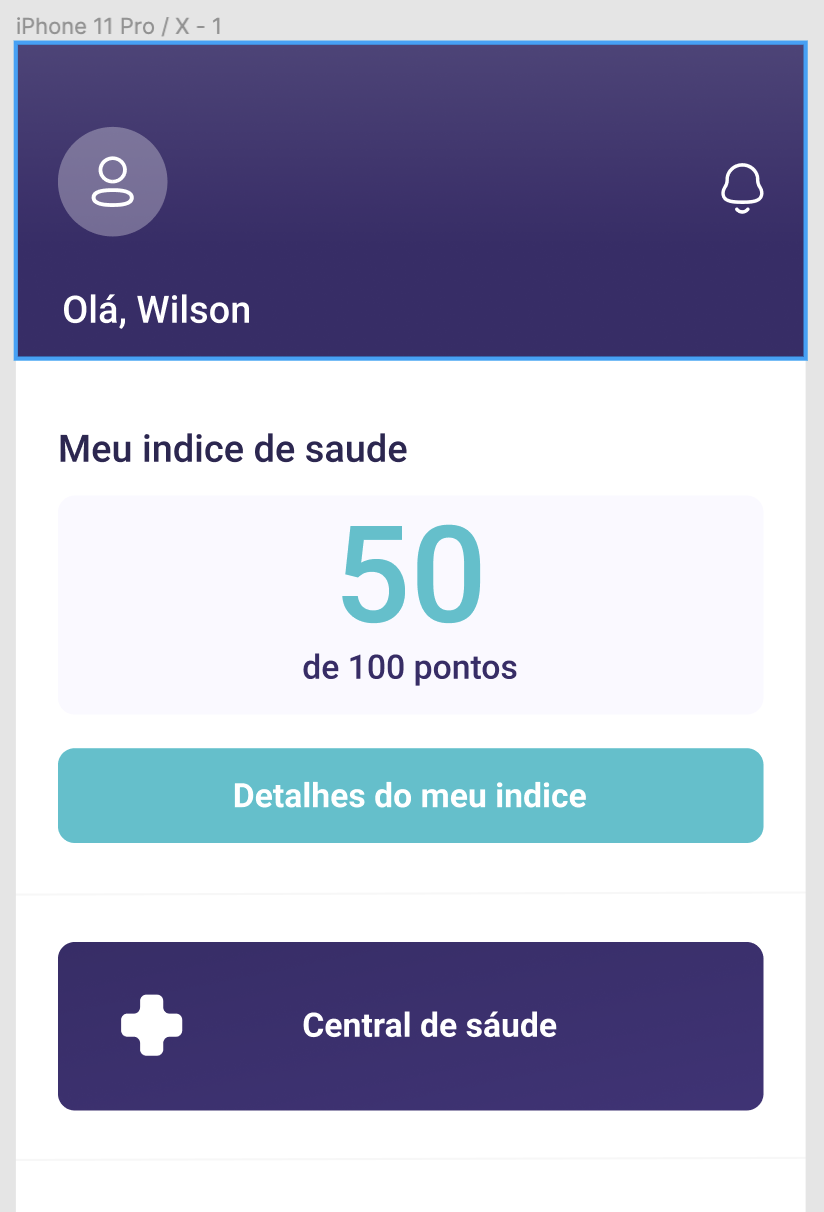 iPhone 11 Pro / X - 1
Olá, Wilson
Meu indice de saude
50
de 100 pontos
Detalhes do meu indice
Central de sáude